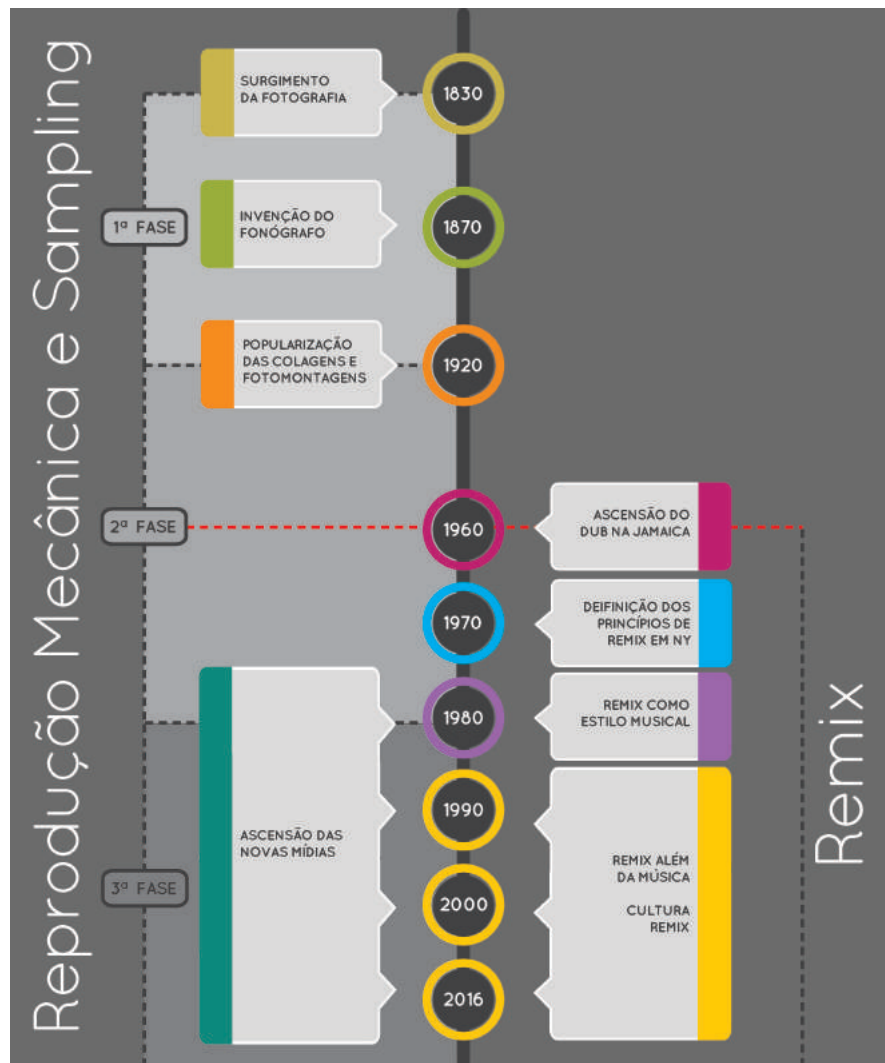 Reprodução Mecânica e Sampling
SURGIMENTO
DA FOTOGRAFIA
1830
1ª FASE
INVENÇÃO DO
FONÓGRAFO
1870
POPULARIZAÇÃO
DAS COLAGENS E
FOTOMONTAGENS
1920
2ª FASE
1960
ASCENSÃO DO
DUB NA JAMAICA
1970
DEIFINIÇÃO DOS
PRINCÍPIOS DE
REMIX EM NY
1980
REMIX COMO
ESTILO MUSICAL
1990
ASCENSÃO DAS
NOVAS MÍDIAS
3ª FASE
2000
REMIX ALÉM
DA MÚSICA
CULTURA
REMIX
2016
Remix